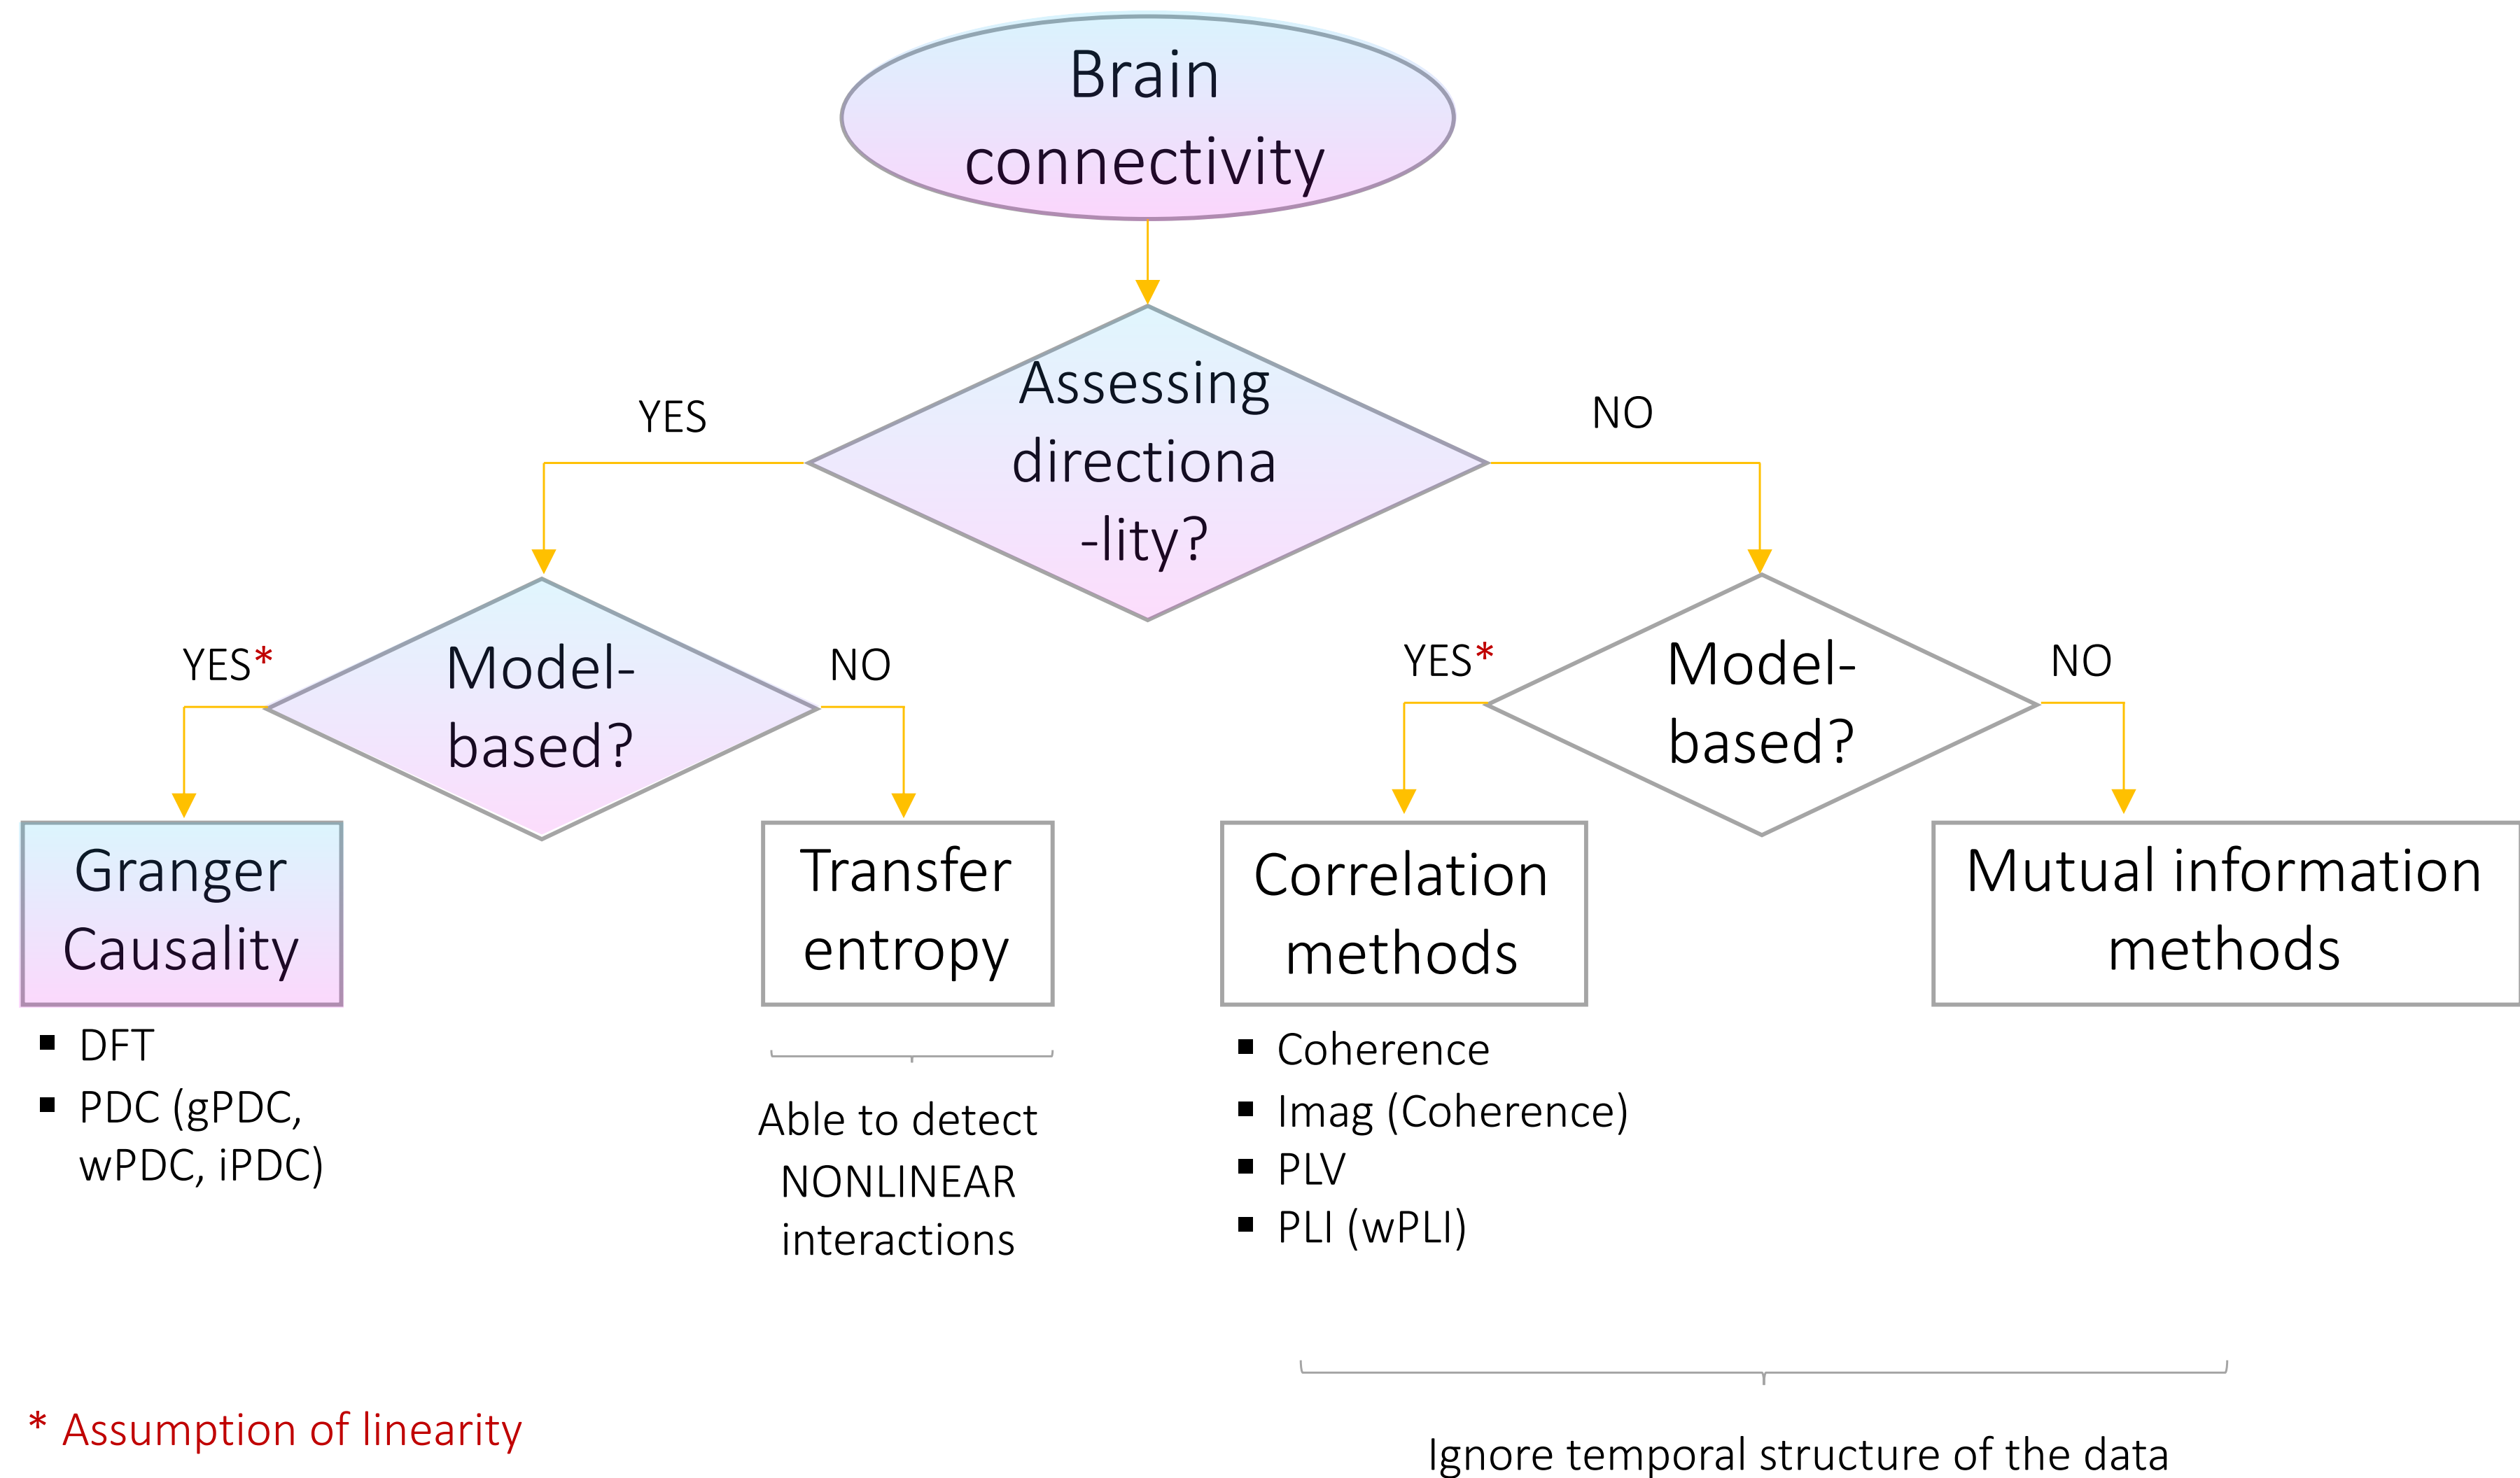 Brain
connectivity
Assessing
directiona
-lity?
YES
NO
Model-
based?
YES*
NO
Model-
based?
YES*
NO
Granger
Causality
Transfer
entropy
Correlation
methods
Mutual information
methods
▪ DFT
▪ PDC (gPDC,
wPDC, iPDC)
Able to detect
NONLINEAR
interactions
▪ Coherence
▪ Imag (Coherence)
▪ PLV
▪ PLI (wPLI)
* Assumption of linearity
Ignore temporal structure of the data